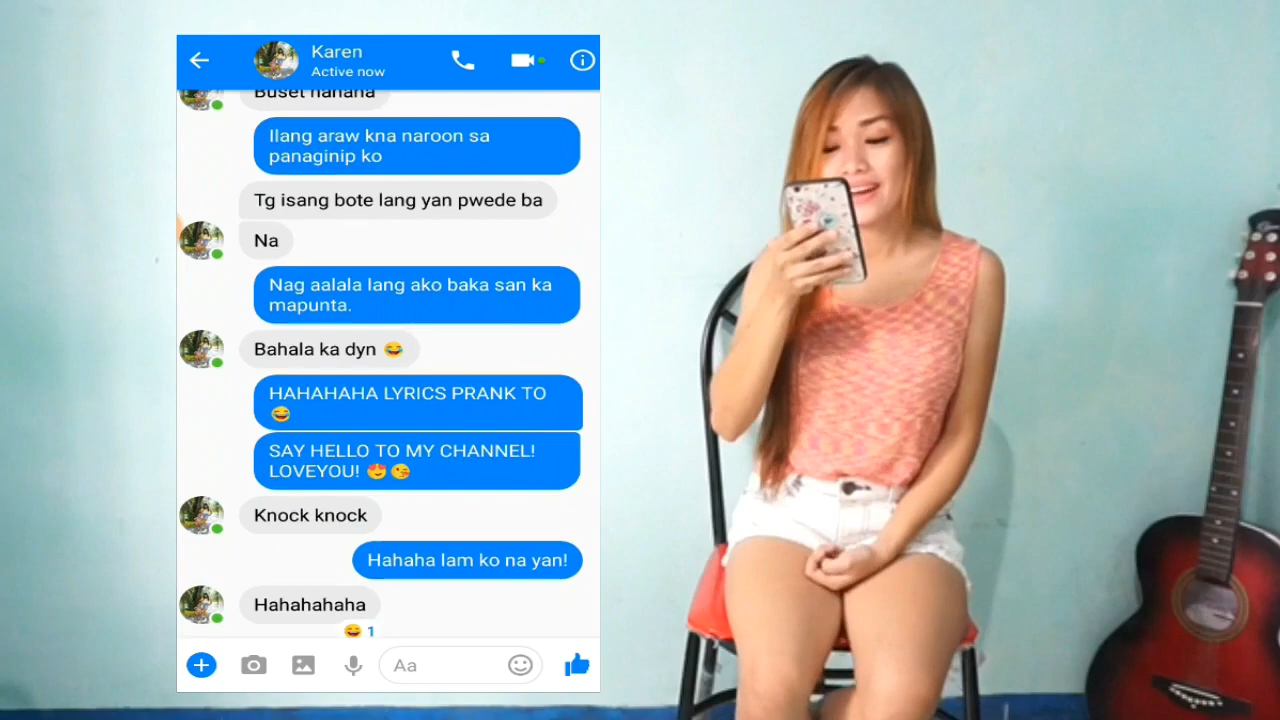 Karen
Active now
Buset hahaha
Ilang araw kna naroon sa
panaginip ko
Tg isang bote lang yan pwede ba
Na
Nag aalala lang ako baka san ka
mapunta.
Bahala ka dyn 😂
HAHAHAHA LYRICS PRANK TO
😂
SAY HELLO TO MY CHANNEL!
LOVEYOU! 😍😘
Knock knock
Hahaha lam ko na yan!
Hahahahaha
😆 1
Aa